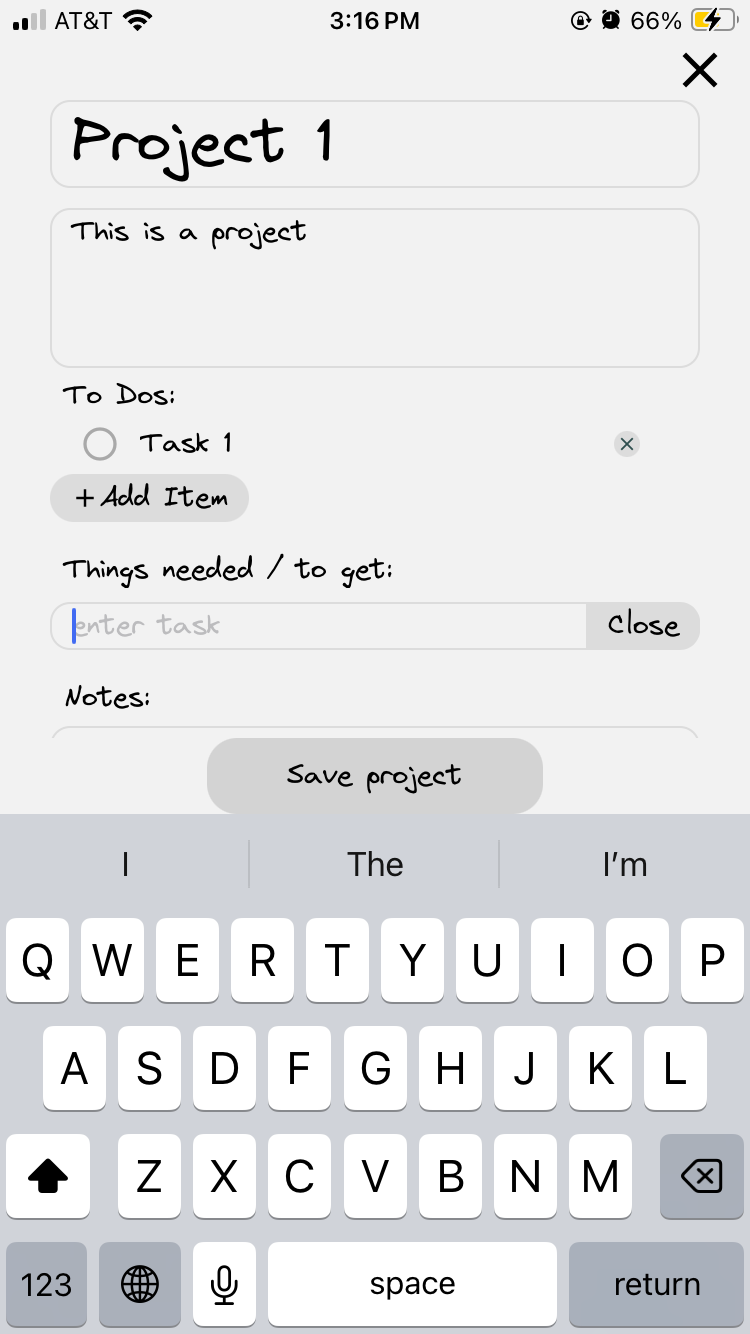 AT&T 3:16 PM 66%
Project 1
This is a project
To Dos:
Task 1
+ Add Item
Things needed / to get:
enter task Close
Notes:
Save project
I The I'm
Q W E R T Y U I O P
A S D F G H J K L
Z X C V B N M
123 space return